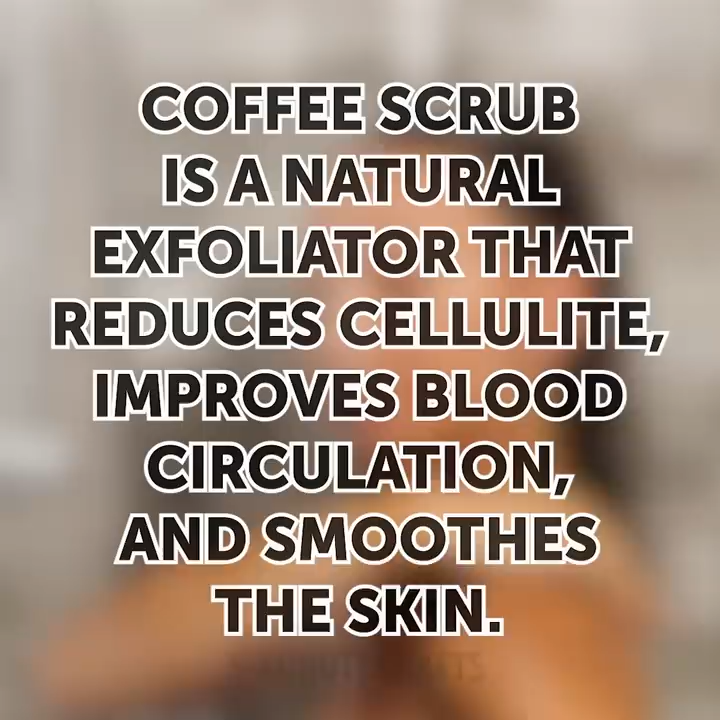 COFFEE SCRUB
IS A NATURAL
EXFOLIATOR THAT
REDUCES CELLULITE,
IMPROVES BLOOD
CIRCULATION,
AND SMOOTHES
THE SKIN.